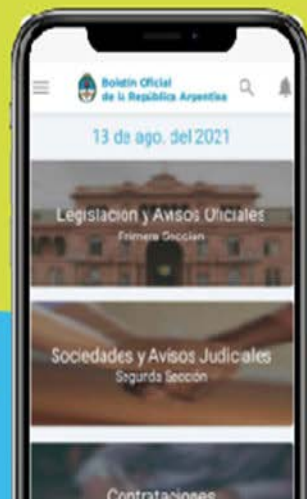 Boletín Oficial
de la República Argentina
13 de ago. del 2021
Legislación y Avisos Oficiales
Primera Sección
Sociedades y Avisos Judiciales
Segunda Sección
Contrataciones